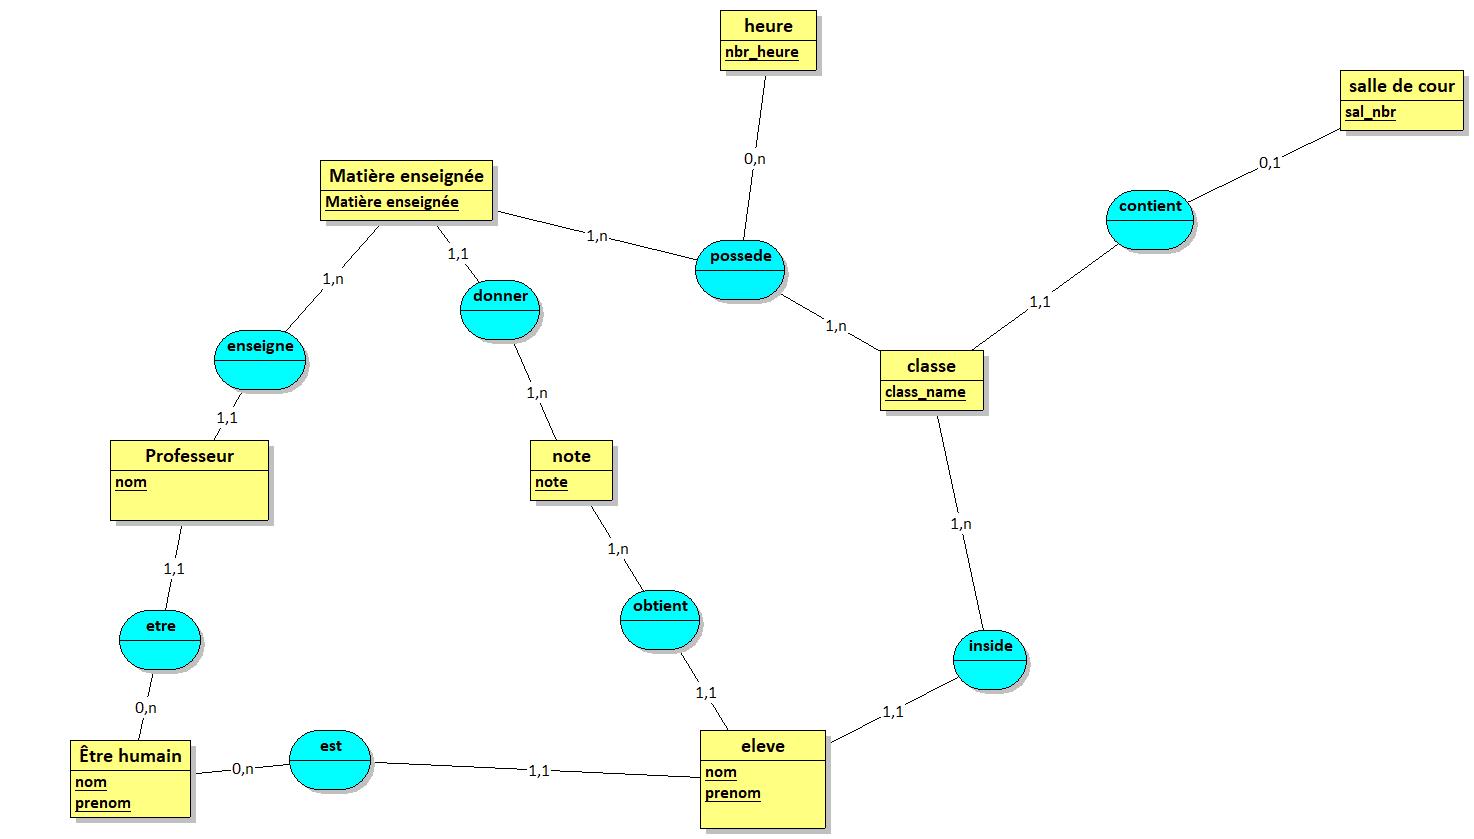 heure
nbr_heure
salle de cour
sal_nbr
0,n
0,1
Matière enseignée
Matière enseignée
contient
1,n
1,1
possede
1,n
donner
1,1
enseigne
1,n
classe
class_name
1,n
1,1
Professeur
nom
note
note
1,n
1,n
1,1
obtient
etre
inside
1,1
0,n
1,1
Être humain
nom
prenom
est
0,n
1,1
eleve
nom
prenom